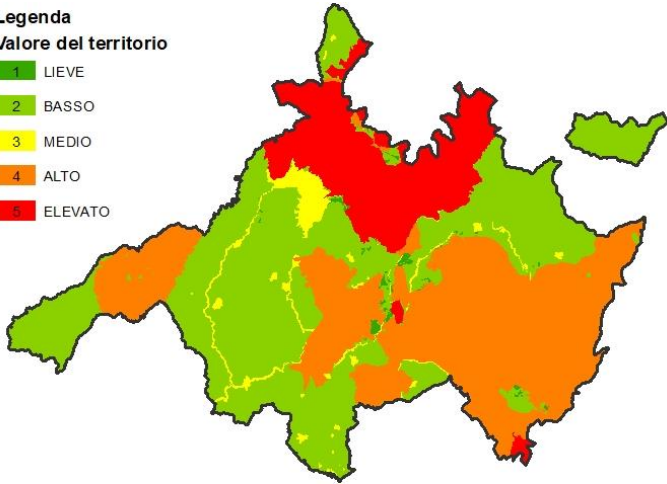 Legenda
Valore del territorio
1 LIEVE
2 BASSO
3 MEDIO
4 ALTO
5 ELEVATO